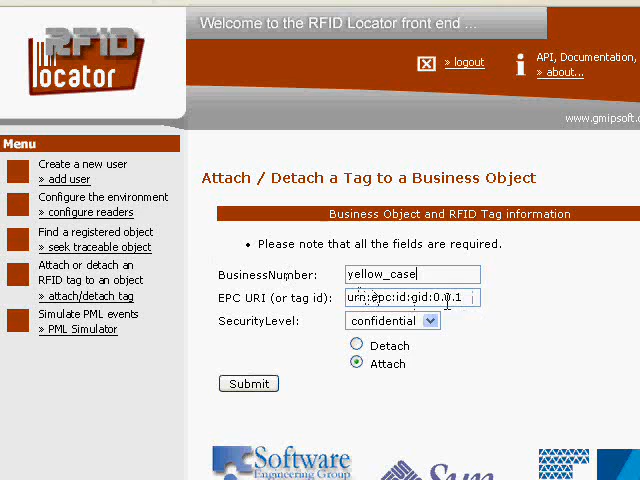 Welcome to the RFID Locator front end ...
RFID
locator
» logout
API, Documentation,
» about...
www.gmipsoft.c
Menu
Create a new user
» add user
Configure the environment
» configure readers
Find a registered object
» seek traceable object
Attach or detach an
RFID tag to an object
» attach/detach tag
Simulate PML events
» PML Simulator
Attach / Detach a Tag to a Business Object
Business Object and RFID Tag information
• Please note that all the fields are required.
BusinessNumber: yellow_case
EPC URI (or tag id): urn:epc:id:gid:0.0.1
SecurityLevel: confidential
Detach
Attach
Submit
Software
Engineering Group
Sun